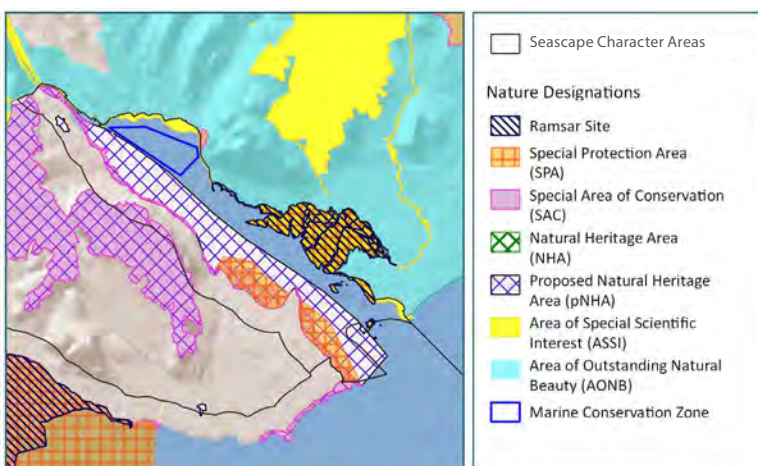 Seascape Character Areas
Nature Designations
Ramsar Site
Special Protection Area
(SPA)
Special Area of Conservation
(SAC)
Natural Heritage Area
(NHA)
Proposed Natural Heritage
Area (pNHA)
Area of Special Scientific
Interest (ASSI)
Area of Outstanding Natural
Beauty (AONB)
Marine Conservation Zone